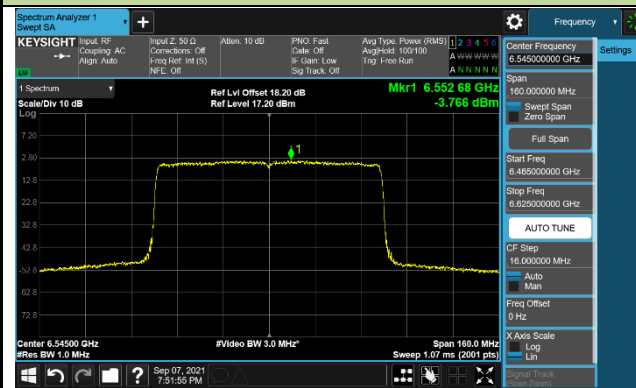 Spectrum Analyzer 1
Swept SA
+
Frequency
KEYSIGHT
Input: RF
Coupling: AC
Align: Auto
Input Z: 50 Ω
Corrections: Off
Freq Ref: Int (S)
NFE: Off
Atten: 10 dB
PNO: Fast
Gate: Off
IF Gain: Low
Sig Track: Off
Avg Type: Power (RMS)
Avg|Hold: 100/100
Trig: Free Run
1 2 3 4 5 6
A W W W W W
A N N N N N
Center Frequency
6.545000000 GHz
Settings
Span
160.000000 MHz
Swept Span
Zero Span
Full Span
Start Freq
6.465000000 GHz
Stop Freq
6.625000000 GHz
AUTO TUNE
CF Step
16.000000 MHz
Auto
Man
Freq Offset
0 Hz
X Axis Scale
Log
Lin
Signal Track
(Span Zoom)
1 Spectrum
Scale/Div 10 dB
Log
Ref Lvl Offset 18.20 dB
Ref Level 17.20 dBm
Mkr1 6.552 68 GHz
-3.766 dBm
1
7.20
-2.80
-12.8
-22.8
-32.8
-42.8
-52.8
-62.8
-72.8
Center 6.54500 GHz
#Res BW 1.0 MHz
#Video BW 3.0 MHz*
Span 160.0 MHz
Sweep 1.07 ms (2001 pts)
?
Sep 07, 2021
7:51:55 PM